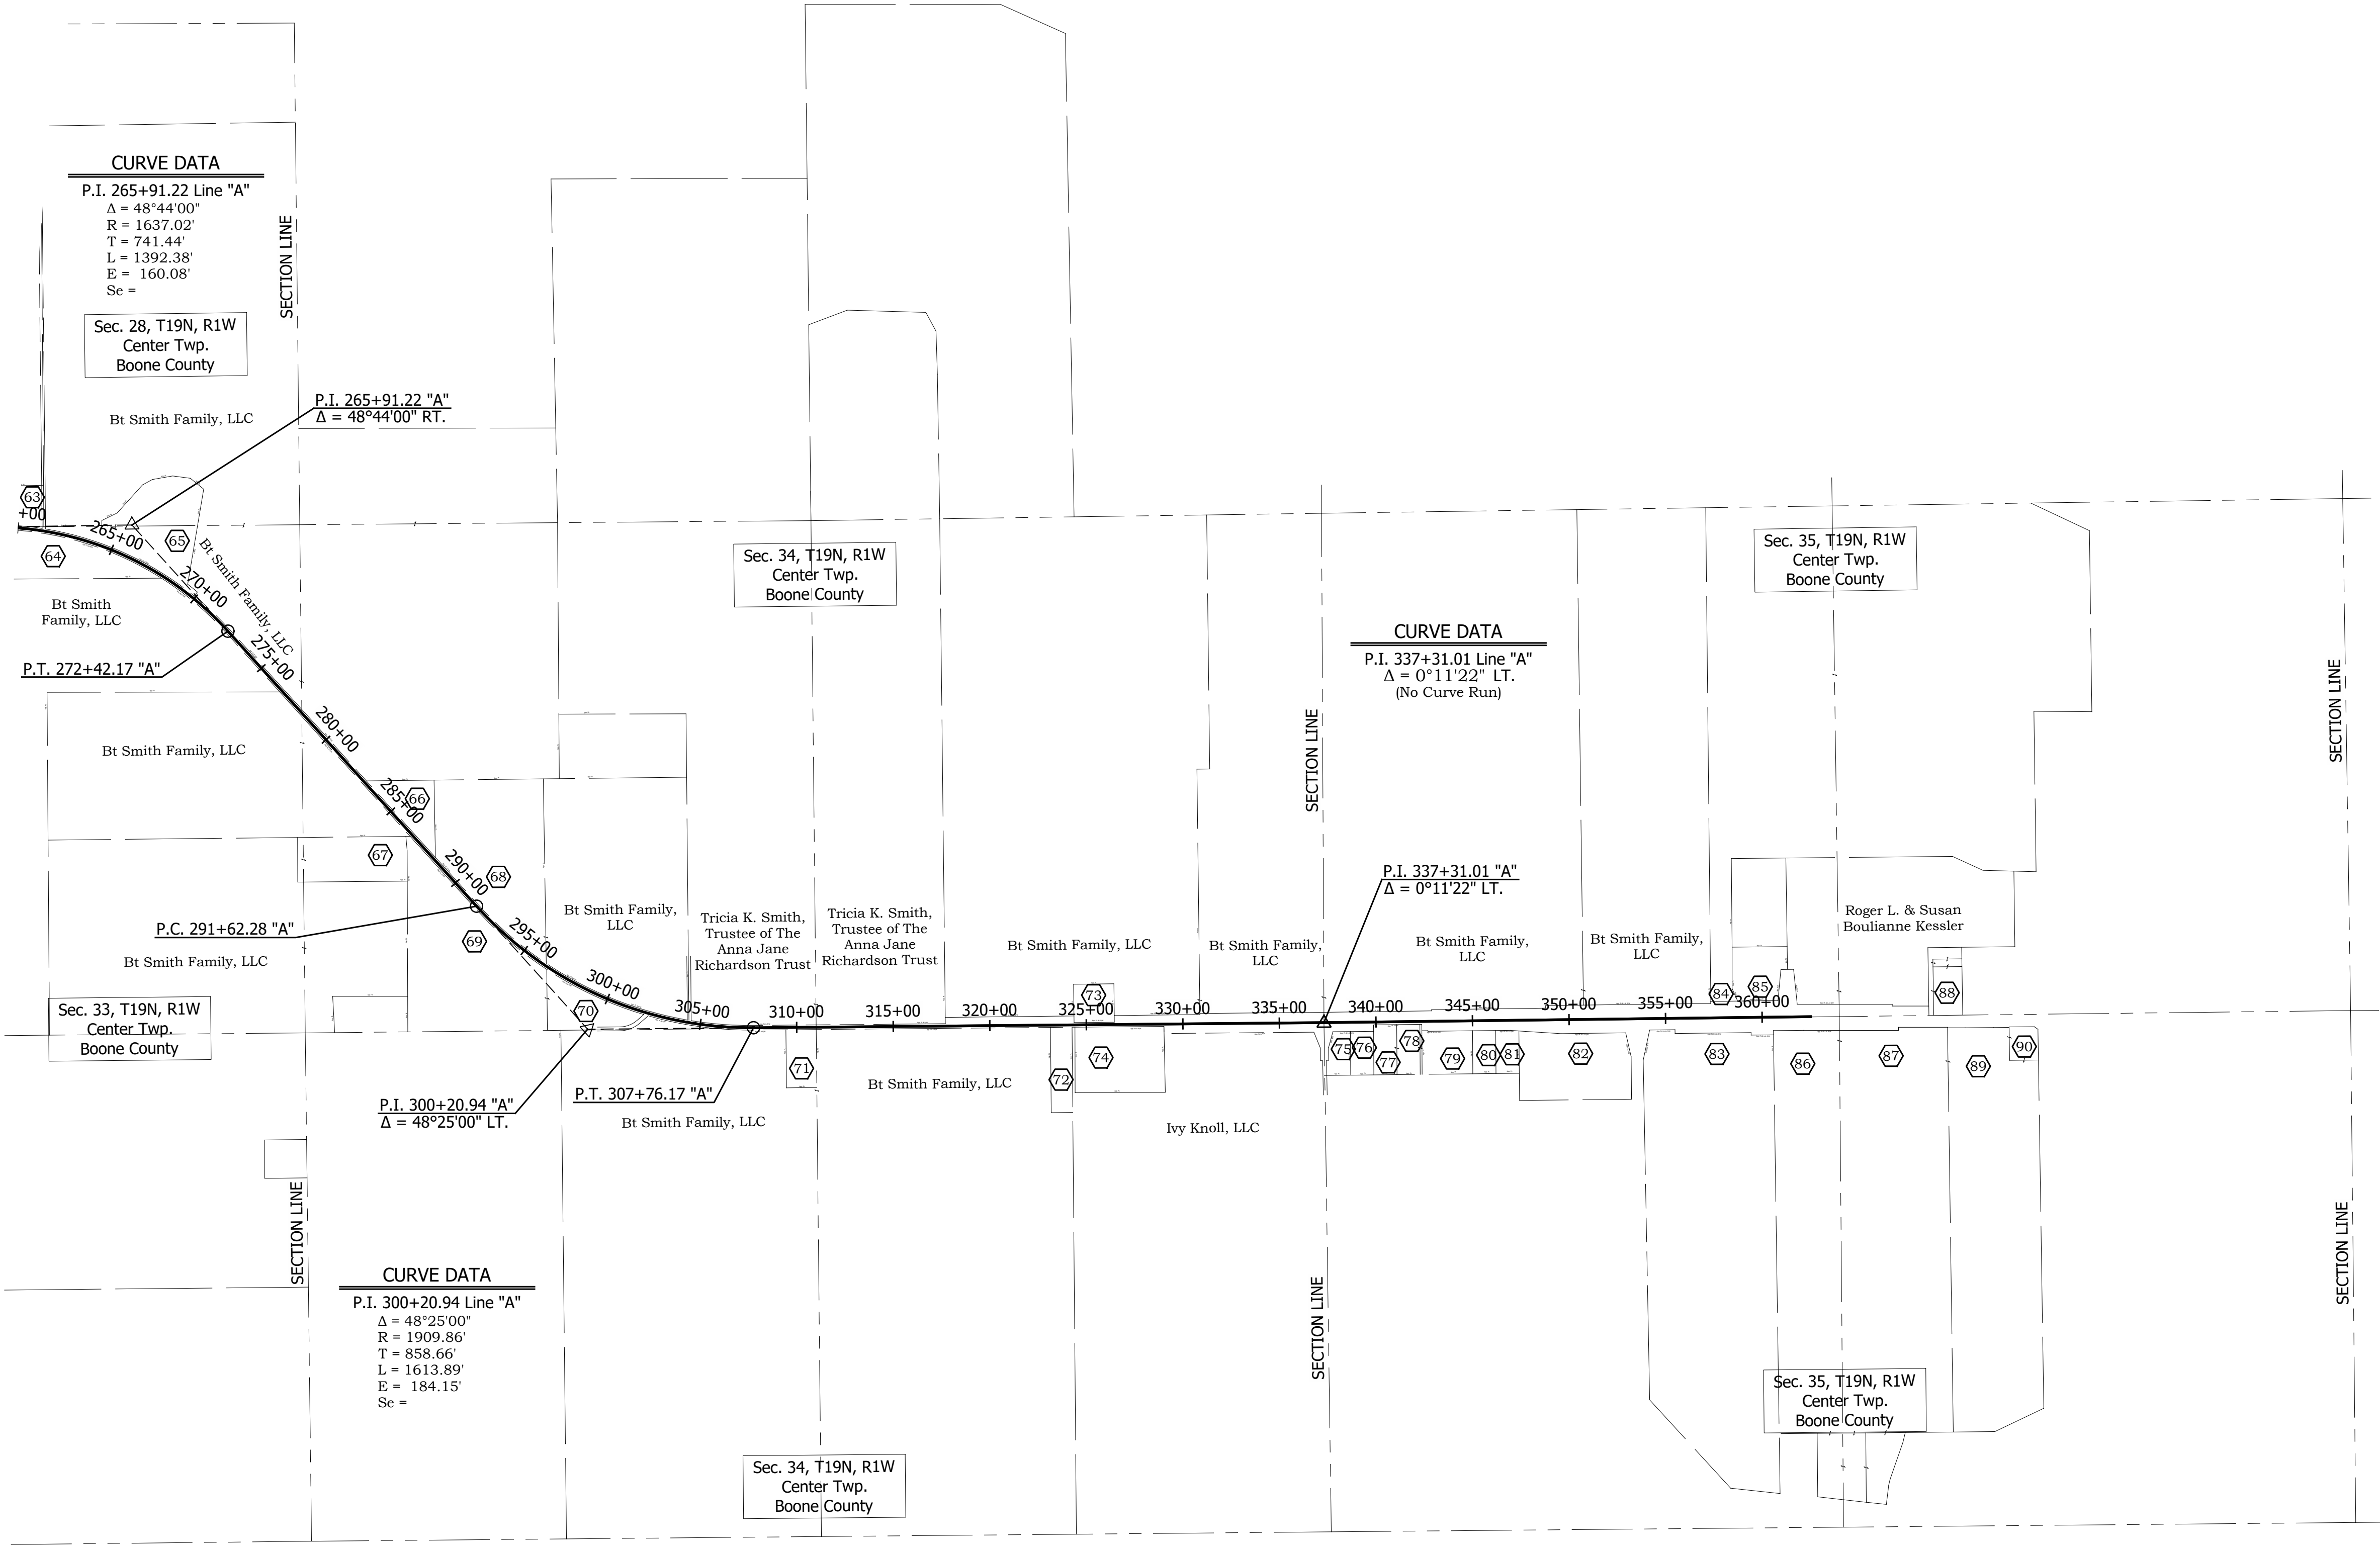 CURVE DATA
P.I. 265+91.22 Line "A"
Δ = 48°44'00"
R = 1637.02'
T = 741.44'
L = 1392.38'
E =  160.08'
Se =
SECTION LINE
Sec. 28, T19N, R1W
Center Twp.
Boone County
Bt Smith Family, LLC
P.I. 265+91.22 "A"
Δ = 48°44'00" RT.
63
+00
64
265+00
65
Bt Smith Family, LLC
270+00
Bt Smith
Family, LLC
P.T. 272+42.17 "A"
275+00
280+00
Bt Smith Family, LLC
285+00
66
67
290+00
68
P.C. 291+62.28 "A"
69
295+00
Bt Smith Family, LLC
Sec. 33, T19N, R1W
Center Twp.
Boone County
300+00
70
Bt Smith Family,
LLC
305+00
P.I. 300+20.94 "A"
Δ = 48°25'00" LT.
P.T. 307+76.17 "A"
SECTION LINE
CURVE DATA
P.I. 300+20.94 Line "A"
Δ = 48°25'00"
R = 1909.86'
T = 858.66'
L = 1613.89'
E =  184.15'
Se =
Sec. 34, T19N, R1W
Center Twp.
Boone County
Tricia K. Smith,
Trustee of The
Anna Jane
Richardson Trust
Tricia K. Smith,
Trustee of The
Anna Jane
Richardson Trust
Bt Smith Family, LLC
73
310+00
315+00
320+00
325+00
330+00
335+00
71
Bt Smith Family, LLC
Bt Smith Family, LLC
72
74
Ivy Knoll, LLC
Sec. 34, T19N, R1W
Center Twp.
Boone County
CURVE DATA
P.I. 337+31.01 Line "A"
Δ = 0°11'22" LT.
(No Curve Run)
SECTION LINE
P.I. 337+31.01 "A"
Δ = 0°11'22" LT.
Bt Smith Family,
LLC
Bt Smith Family,
LLC
Bt Smith Family,
LLC
340+00
345+00
350+00
355+00
360+00
84
85
75
76
77
78
79
80
81
82
83
86
87
88
89
90
Roger L. & Susan
Boulianne Kessler
Sec. 35, T19N, R1W
Center Twp.
Boone County
SECTION LINE
SECTION LINE
SECTION LINE
Sec. 35, T19N, R1W
Center Twp.
Boone County